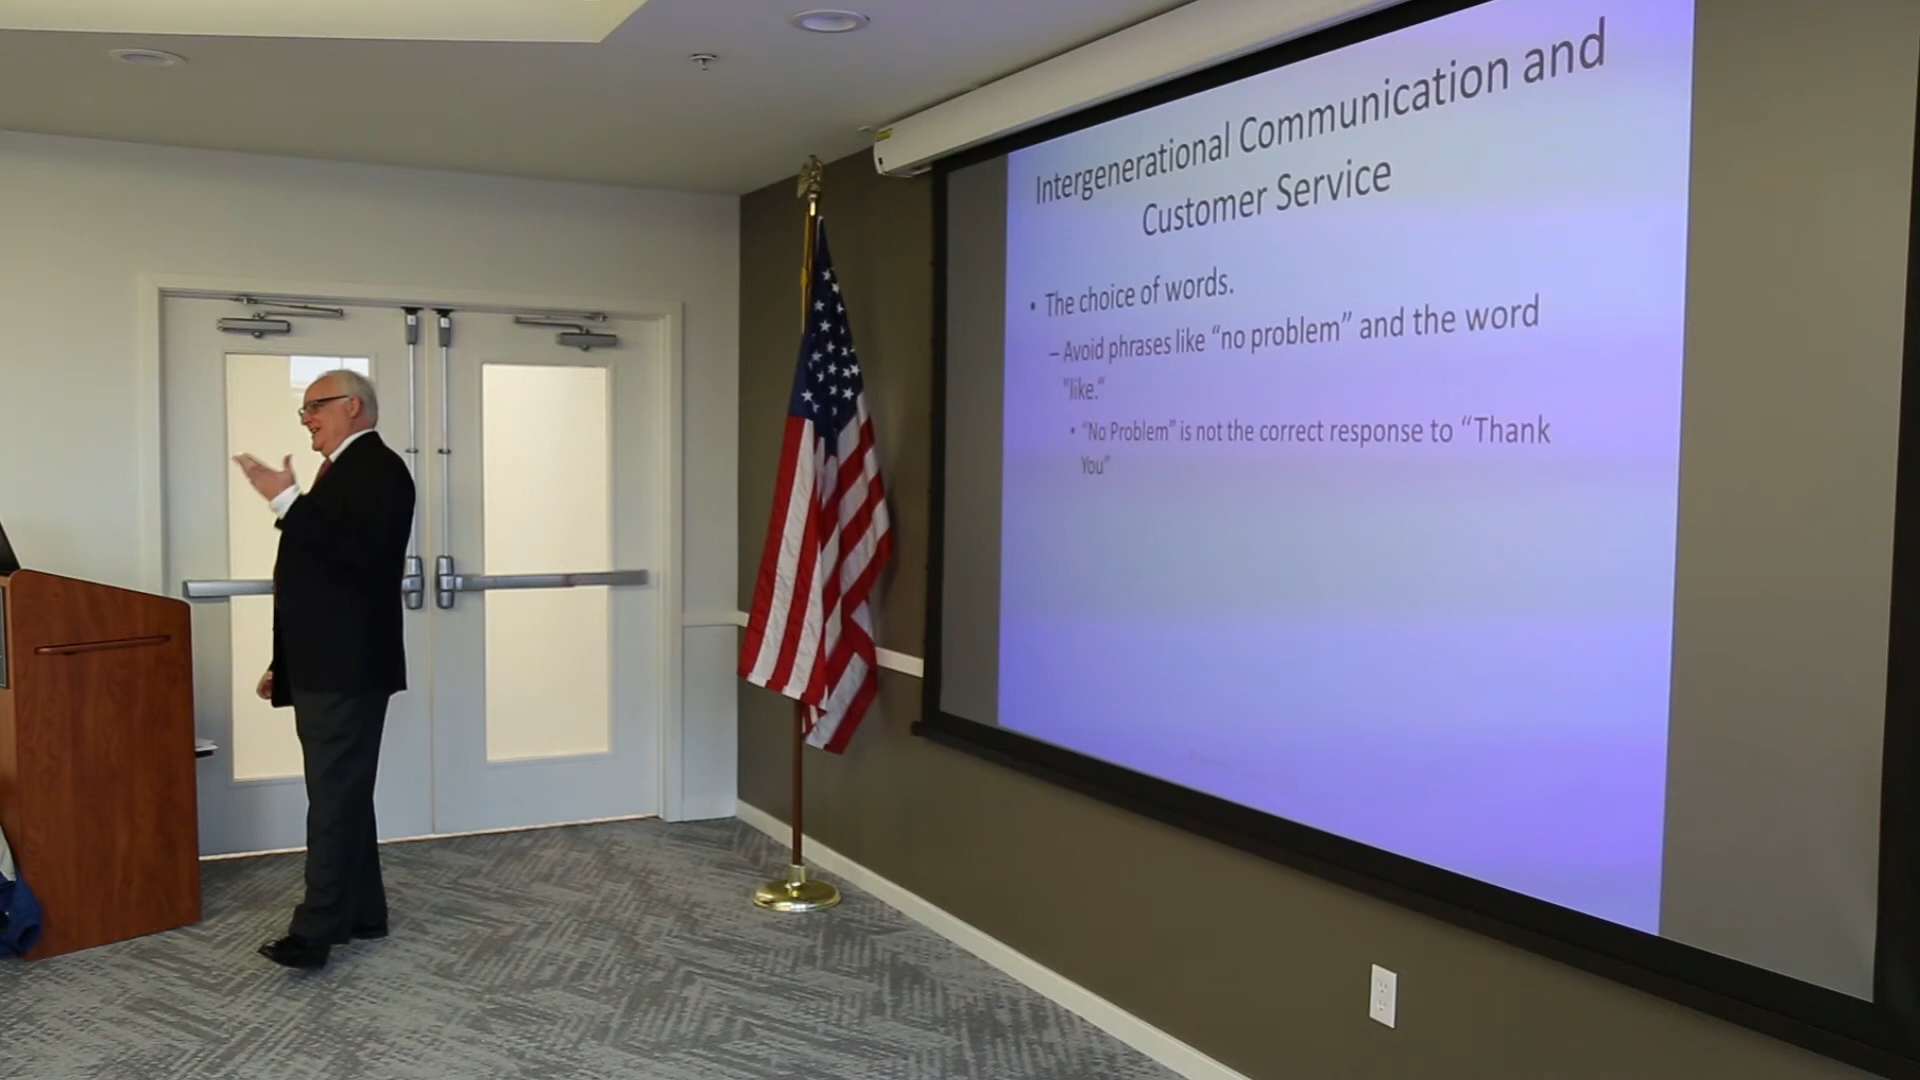 Intergenerational Communication and
Customer Service
• The choice of words.
– Avoid phrases like “no problem” and the word
"like."
• “No Problem” is not the correct response to “Thank
You”